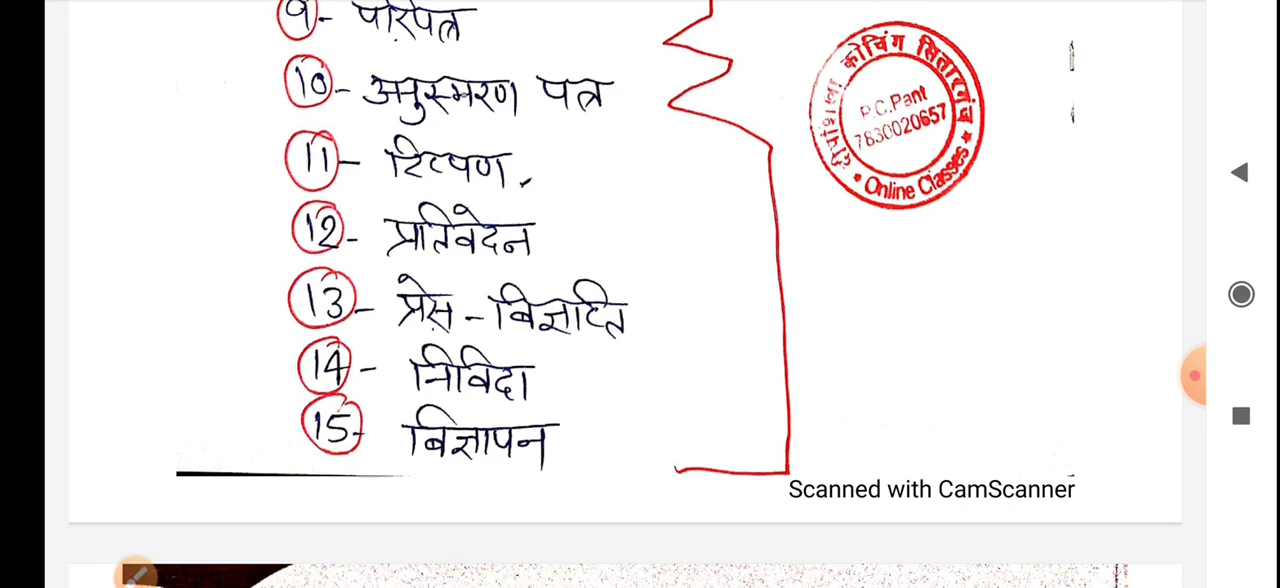 9- परिपत्र
10- अनुस्मरण पत्र
11- टिप्पण
12- प्रतिवेदन
13- प्रेस - विज्ञप्ति
14- निविदा
15- विज्ञापन
कोचिंग सितारगंज
P.C.Pant
7830020657
* Online Classes *
Scanned with CamScanner